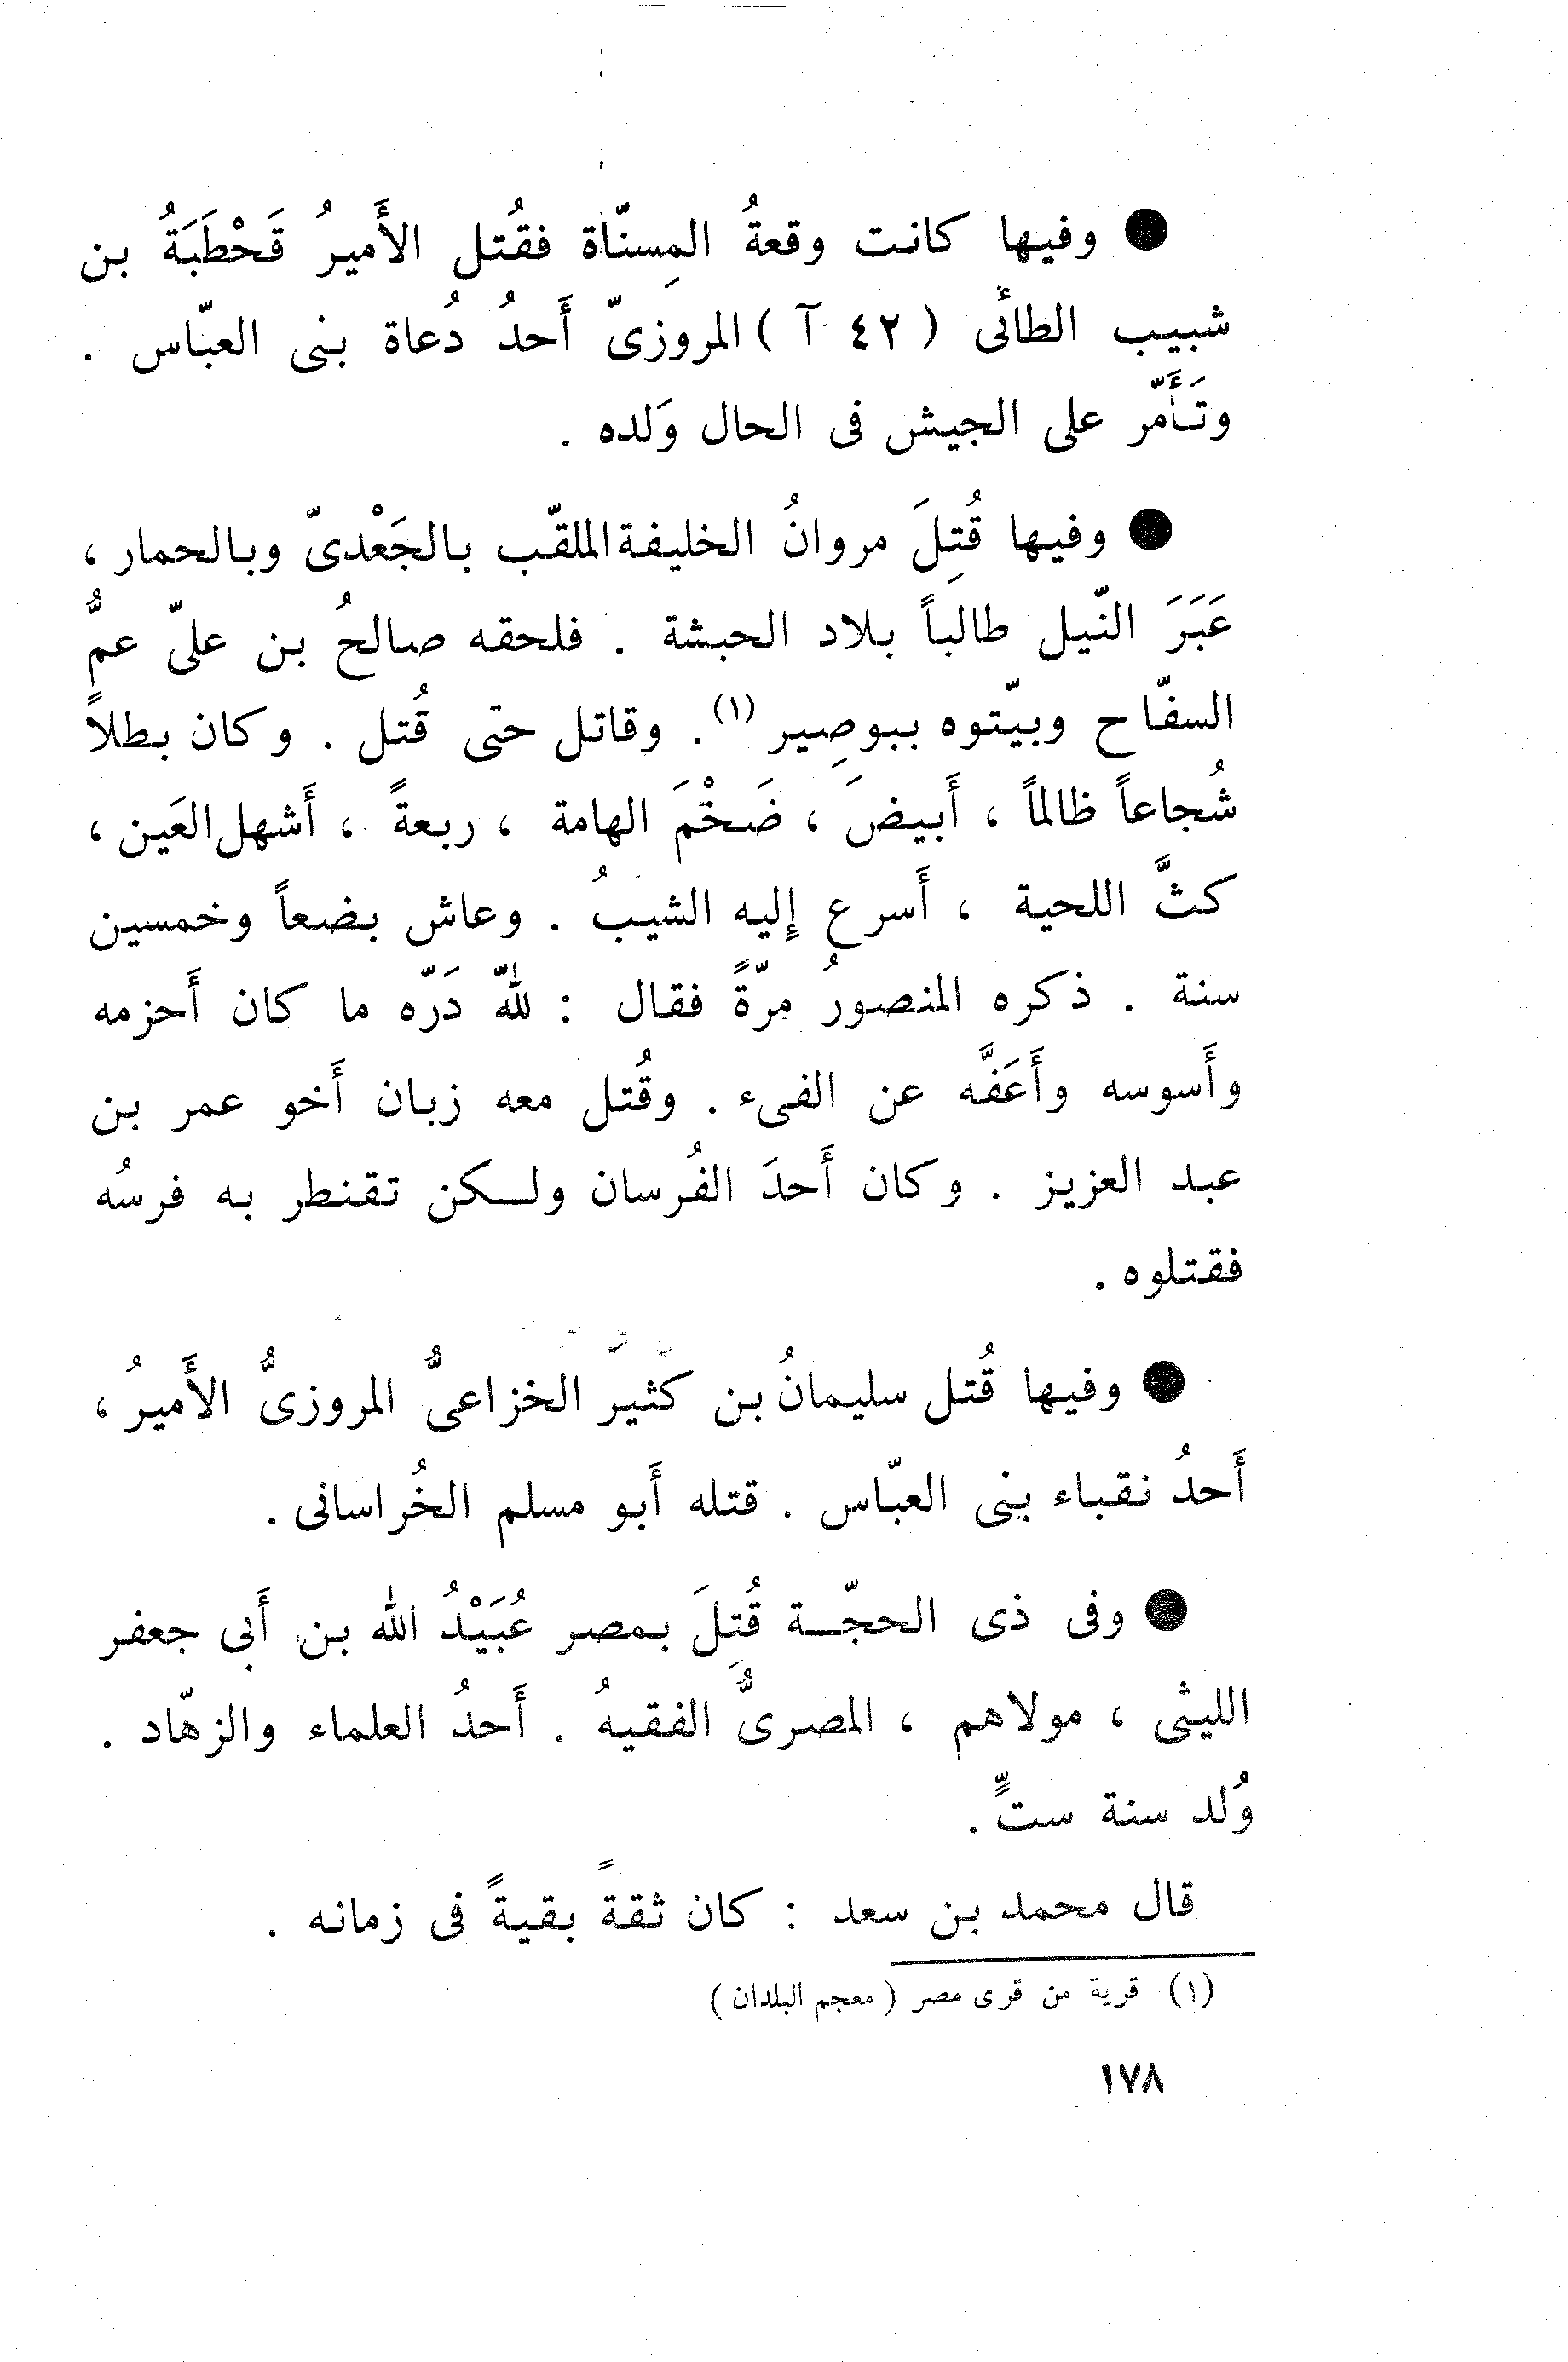 ● وفيها كانت وقعةُ المِسنّاة فقُتل الأَميرُ قَحْطَبَةُ بن
شبيب الطائى ( ٤٢ آ ) المروزىّ أَحدُ دُعاة بنى العبّاس .
وتَأَمّر على الجيش فى الحال وَلده .
● وفيها قُتِلَ مروانُ الخليفة الملقّب بالجَعْدىّ وبالحمار ،
عَبَرَ النّيل طالباً بلاد الحبشة . فلحقه صالحُ بن علىّ عمُّ
السفّاح وبيّتوه ببوصِير (١) . وقاتل حتى قُتل . وكان بطلاً
شُجاعاً ظالماً ، أَبيضَ ، ضَخْمَ الهامة ، ربعةً ، أَشهل العَين ،
كثَّ اللحية ، أَسرع إِليه الشيبُ . وعاش بضعاً وخمسين
سنة . ذكره المنصورُ مرّةً فقال : للهّ دَرّه ما كان أَحزمه
وأَسوسه وأَعَفَّه عن الفىء . وقُتل معه زبان أَخو عمر بن
عبد العزيز . وكان أَحدَ الفُرسان ولكن تقنطر به فرسُه
فقتلوه .
● وفيها قُتل سليمانُ بن كَثير الخزاعىُّ المروزىُّ الأَميرُ ،
أَحدُ نقباء بنى العبّاس . قتله أَبو مسلم الخُراسانى .
● وفى ذى الحجّة قُتِلَ بمصر عُبَيْدُ الله بن أَبى جعفر
الليثى ، مولاهم ، المصرىُّ الفقيهُ . أَحدُ العلماء والزهّاد .
وُلد سنة ستٍّ .
قال محمد بن سعد : كان ثقةً بقيةً فى زمانه .
(١) قرية من قرى مصر ( معجم البلدان )
١٧٨